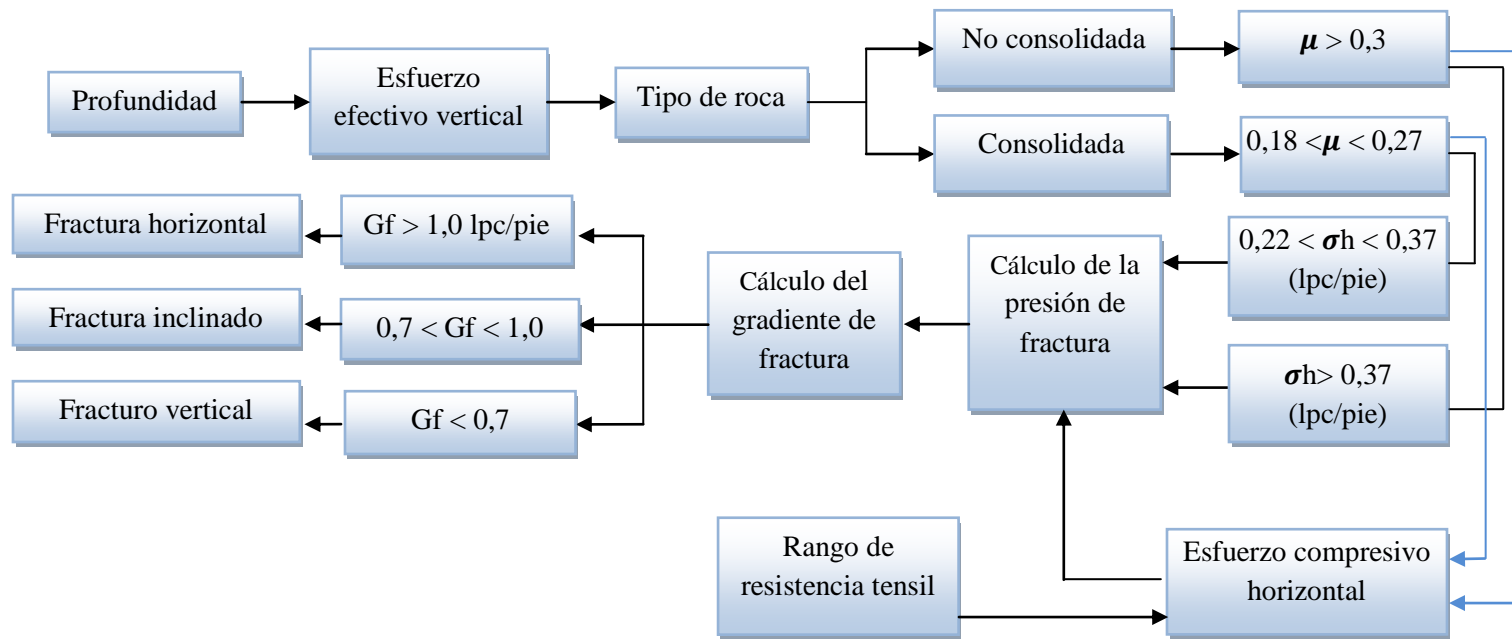 Profundidad
Esfuerzo
efectivo vertical
Tipo de roca
No consolidada
μ > 0,3
Consolidada
0,18 <μ < 0,27
0,22 < σh < 0,37
(lpc/pie)
σh> 0,37
(lpc/pie)
Cálculo de la
presión de
fractura
Cálculo del
gradiente de
fractura
Gf > 1,0 lpc/pie
Fractura horizontal
0,7 < Gf < 1,0
Fractura inclinado
Gf < 0,7
Fracturo vertical
Rango de
resistencia tensil
Esfuerzo compresivo
horizontal